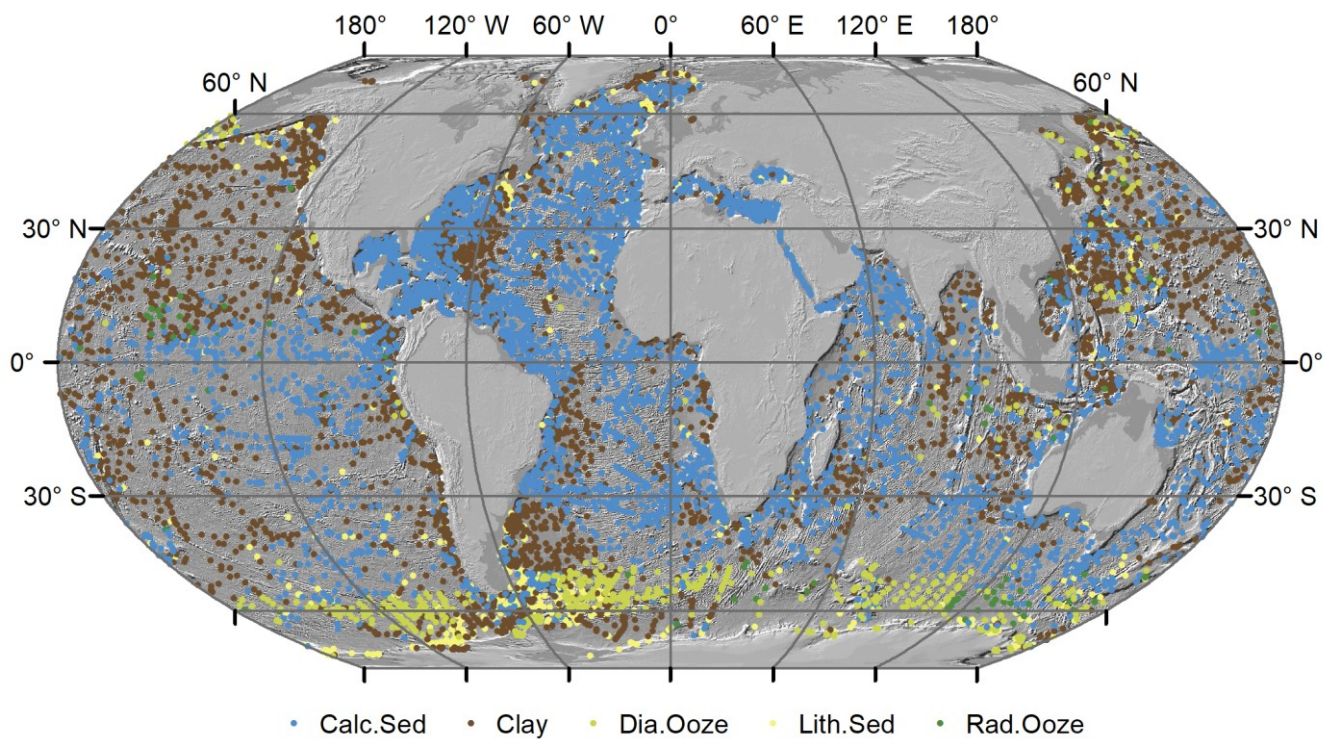 180° 120° W 60° W 0° 60° E 120° E 180°
60° N 60° N
30° N 30° N
0° 0°
30° S 30° S
Calc.Sed Clay Dia.Ooze Lith.Sed Rad.Ooze